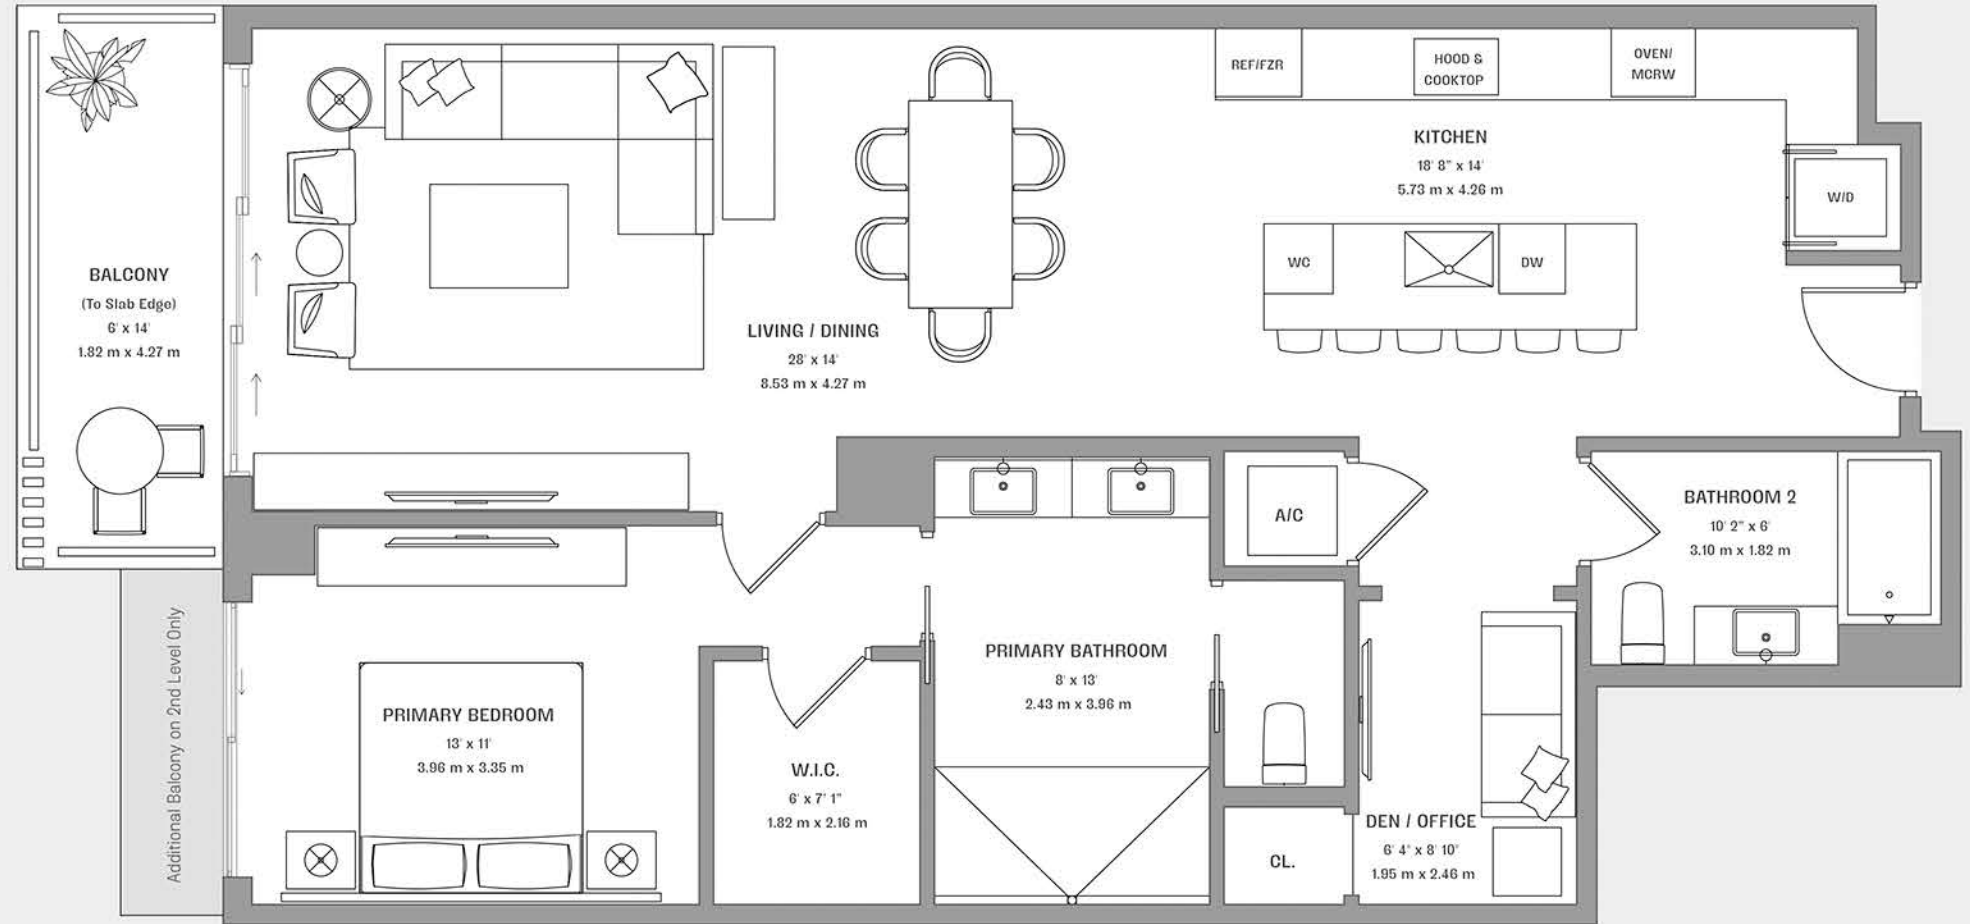 REF/FZR
HOOD &
COOKTOP
OVEN/
MCRW
KITCHEN
18' 8" x 14'
5.73 m x 4.26 m
W/D
WC
DW
BALCONY
(To Slab Edge)
6' x 14'
1.82 m x 4.27 m
LIVING / DINING
28' x 14'
8.53 m x 4.27 m
A/C
BATHROOM 2
10' 2" x 6'
3.10 m x 1.82 m
Additional Balcony on 2nd Level Only
PRIMARY BEDROOM
13' x 11'
3.96 m x 3.35 m
W.I.C.
6' x 7' 1"
1.82 m x 2.16 m
PRIMARY BATHROOM
8' x 13'
2.43 m x 3.96 m
CL.
DEN / OFFICE
6' 4" x 8' 10"
1.95 m x 2.46 m